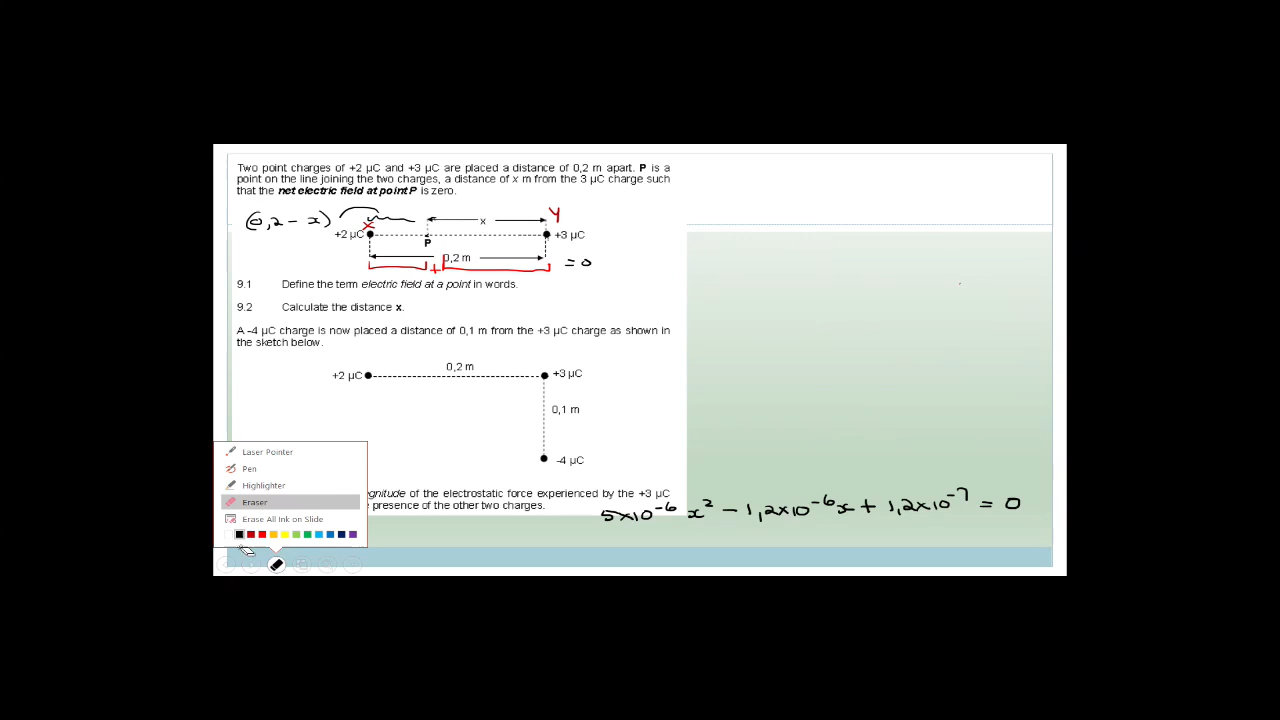 Two point charges of +2 µC and +3 µC are placed a distance of 0,2 m apart. P is a
point on the line joining the two charges, a distance of x m from the 3 µC charge such
that the net electric field at point P is zero.
(0,2 - x)
x
Y
x
+2 µC
P
+3 µC
0,2 m
+
= 0
9.1 Define the term electric field at a point in words.
9.2 Calculate the distance x.
A -4 µC charge is now placed a distance of 0,1 m from the +3 µC charge as shown in
the sketch below.
0,2 m
+2 µC
+3 µC
0,1 m
-4 µC
Laser Pointer
Pen
Highlighter
Eraser
Erase All Ink on Slide
of the electrostatic force experienced by the +3 µC
presence of the other two charges.
5×10⁻⁶ x² - 1,2×10⁻⁶x + 1,2×10⁻⁷ = 0